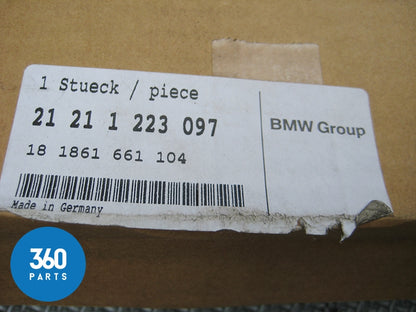 1 Stueck / piece
21 21 1 223 097
18 1861 661 104
Made in Germany
BMW Group
360
PARTS